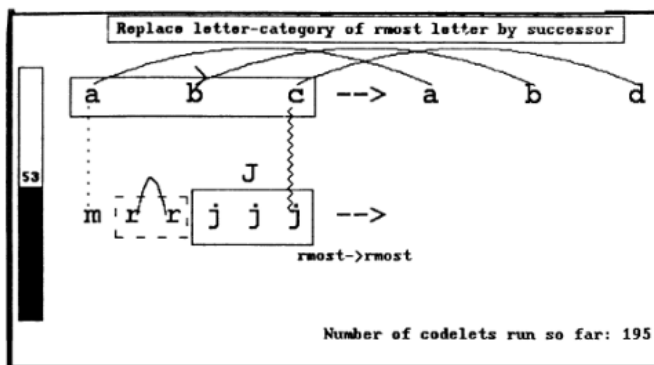 Replace letter-category of rmost letter by successor
a b c --> a b d
53
J
m r r j j j -->
rmost->rmost
Number of codelets run so far: 195